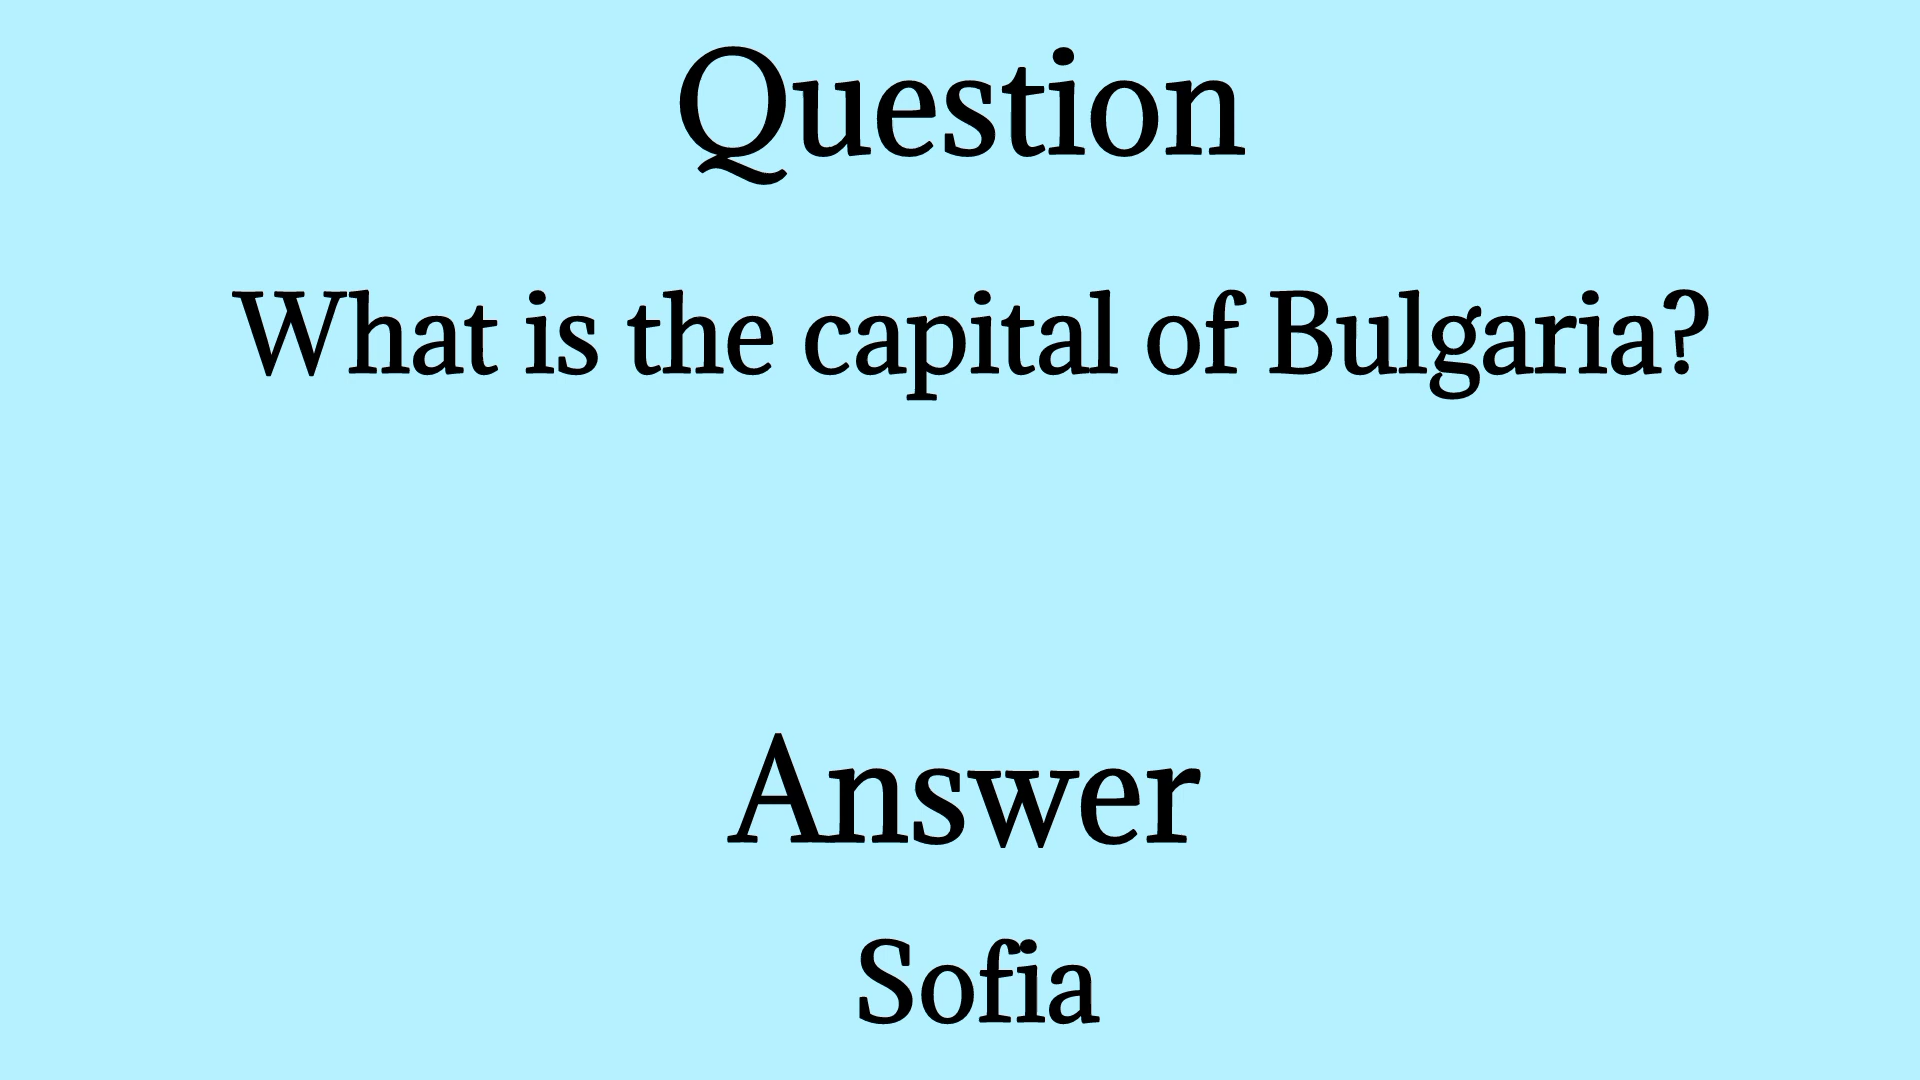 Question
What is the capital of Bulgaria?
Answer
Sofia